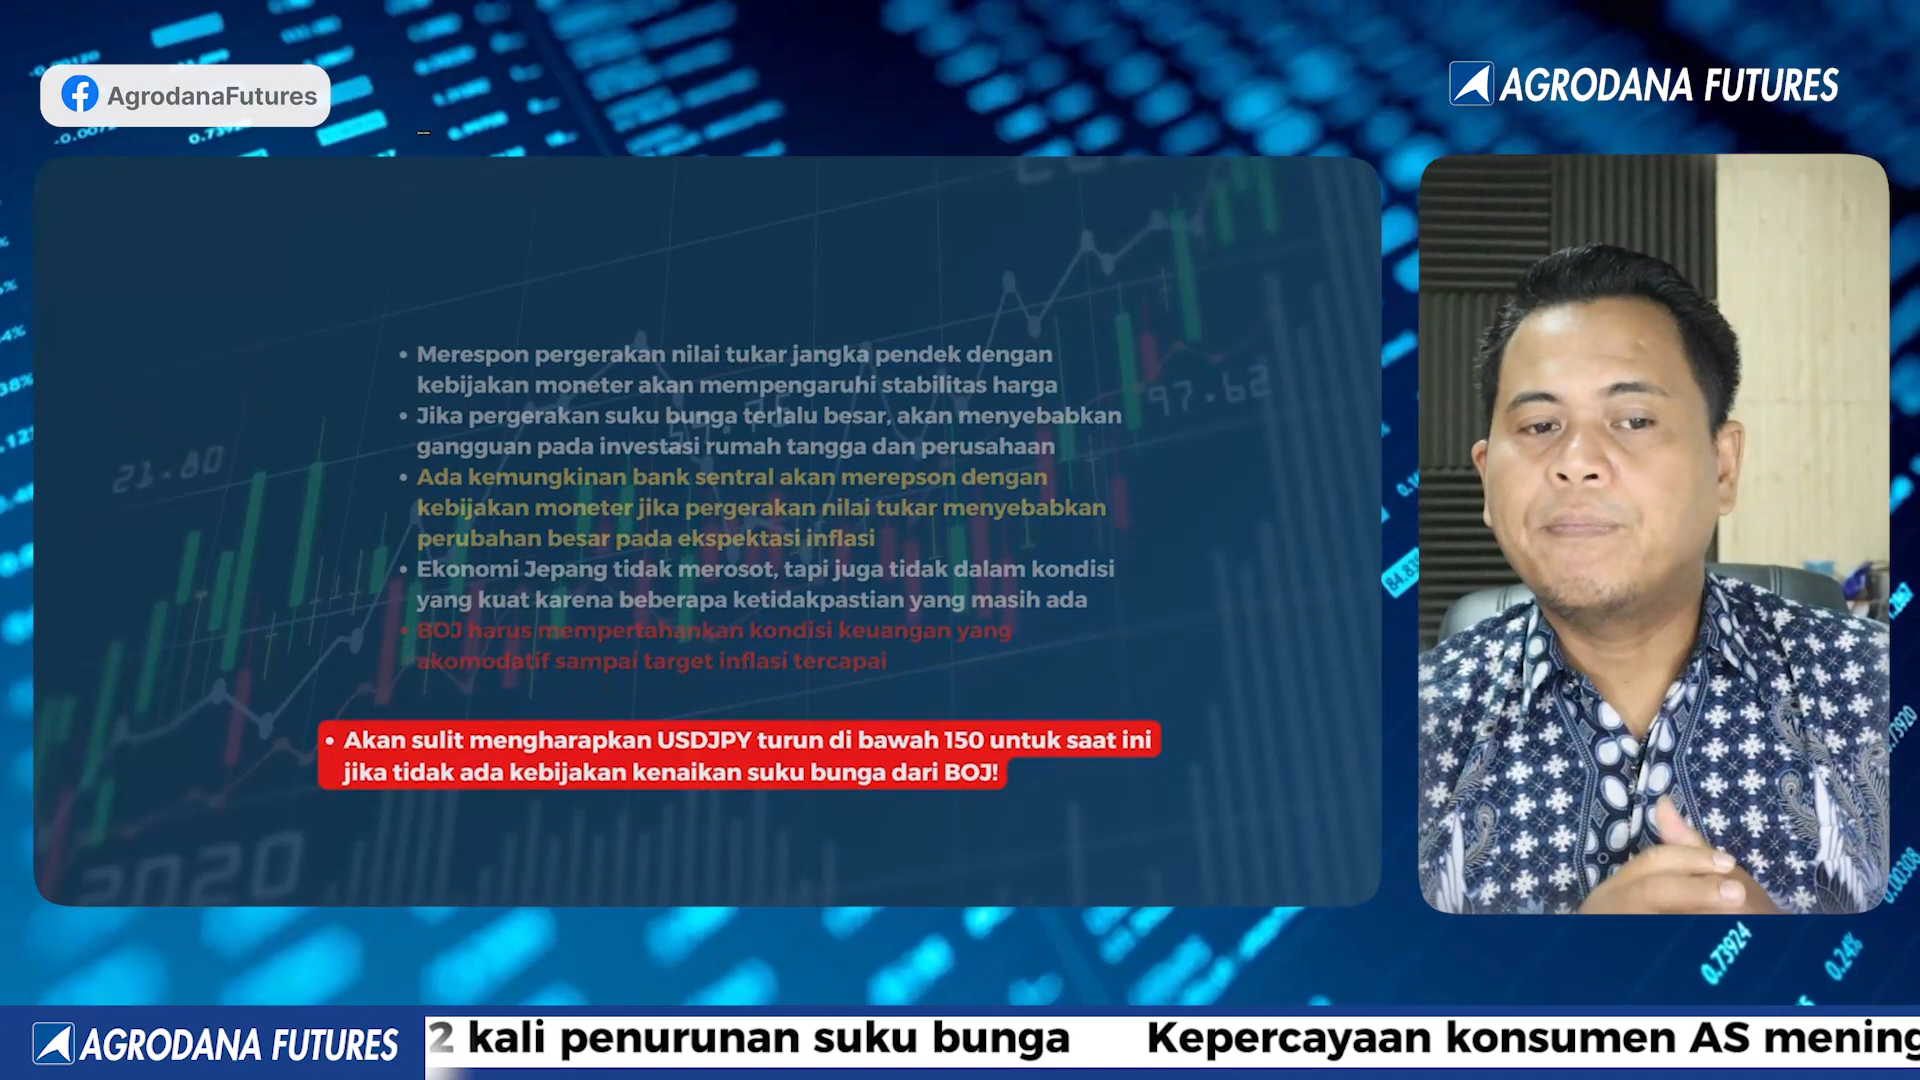 AgrodanaFutures
AGRODANA FUTURES
• Merespon pergerakan nilai tukar jangka pendek dengan
kebijakan moneter akan mempengaruhi stabilitas harga
• Jika pergerakan suku bunga terlalu besar, akan menyebabkan
gangguan pada investasi rumah tangga dan perusahaan
• Ada kemungkinan bank sentral akan merepson dengan
kebijakan moneter jika pergerakan nilai tukar menyebabkan
perubahan besar pada ekspektasi inflasi
• Ekonomi Jepang tidak merosot, tapi juga tidak dalam kondisi
yang kuat karena beberapa ketidakpastian yang masih ada
• BOJ harus mempertahankan kondisi keuangan yang
akomodatif sampai target inflasi tercapai
• Akan sulit mengharapkan USDJPY turun di bawah 150 untuk saat ini
jika tidak ada kebijakan kenaikan suku bunga dari BOJ!
21.80
97.62
2020
0.73924
0.24%
AGRODANA FUTURES
2 kali penurunan suku bunga
Kepercayaan konsumen AS mening